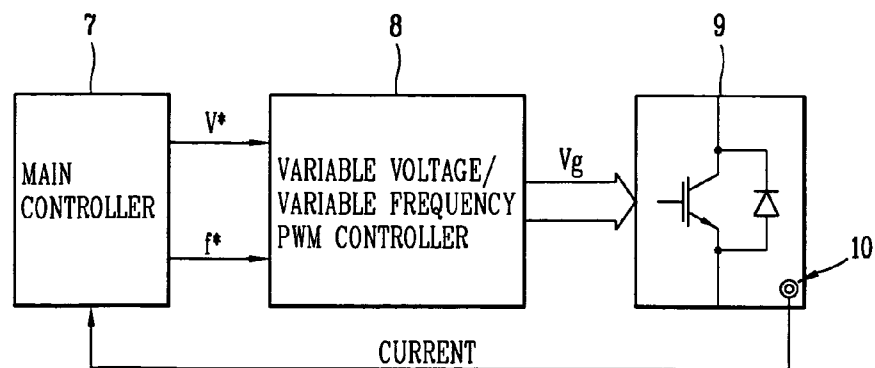 7
8
9
MAIN
CONTROLLER
V*
f*
VARIABLE VOLTAGE/
VARIABLE FREQUENCY
PWM CONTROLLER
Vg
10
CURRENT